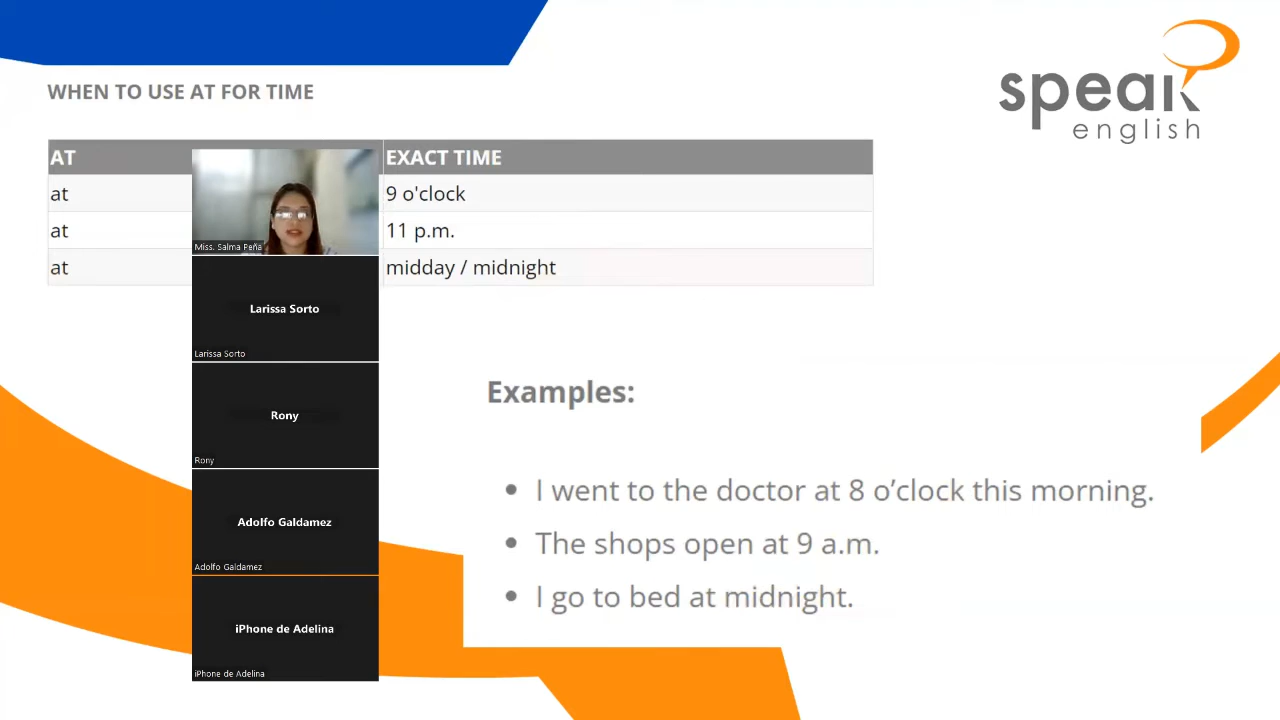 WHEN TO USE AT FOR TIME
speak
english
AT EXACT TIME
at 9 o'clock
at 11 p.m.
at midday / midnight
Miss. Salma Peña
Larissa Sorto
Larissa Sorto
Rony
Rony
Adolfo Galdamez
Adolfo Galdamez
iPhone de Adelina
iPhone de Adelina
Examples:
• I went to the doctor at 8 o’clock this morning.
• The shops open at 9 a.m.
• I go to bed at midnight.